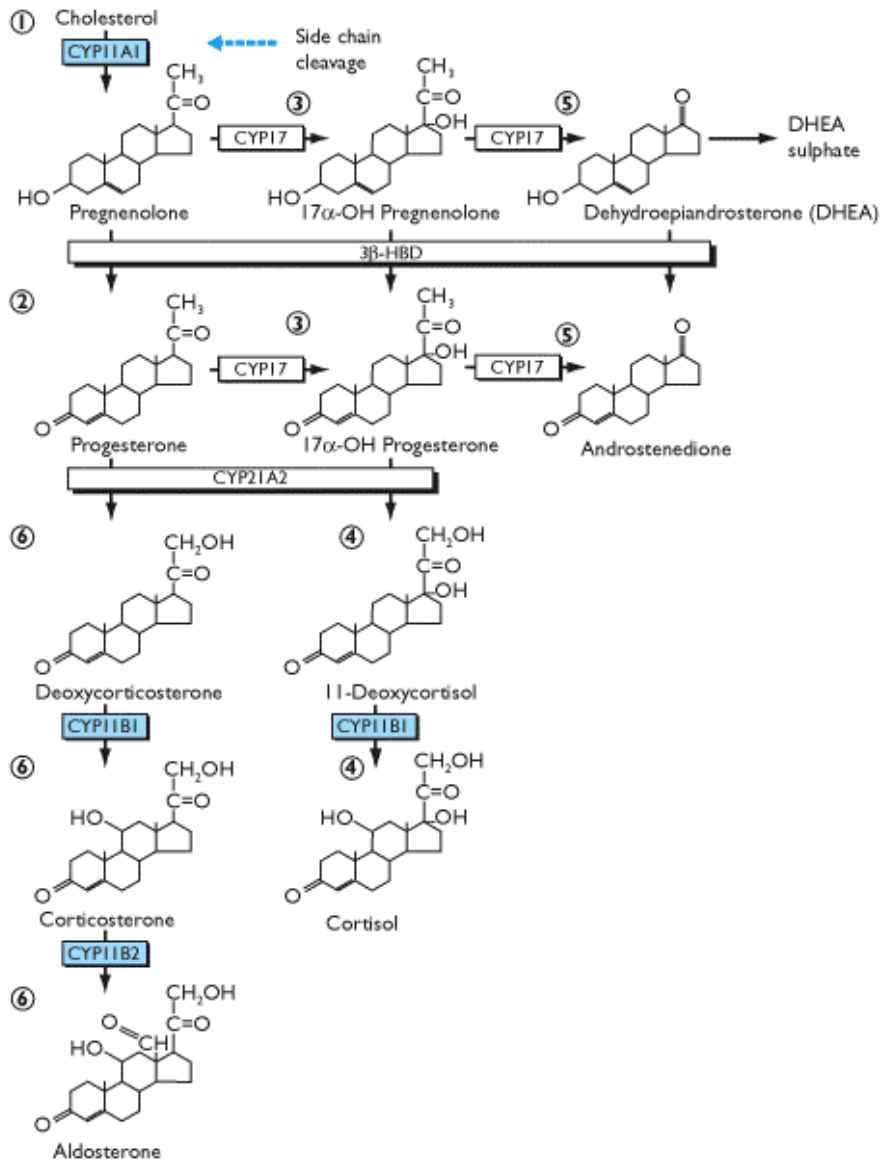 ① Cholesterol
CYP11A1
Side chain
cleavage
CH₃
C=O
HO
Pregnenolone
③
CYP17
CH₃
C=O
OH
HO
17α-OH Pregnenolone
⑤
CYP17
O
HO
Dehydroepiandrosterone (DHEA)
DHEA
sulphate
3β-HBD
②
CH₃
C=O
O
Progesterone
③
CYP17
CH₃
C=O
OH
O
17α-OH Progesterone
⑤
CYP17
O
O
Androstenedione
CYP21A2
⑥
CH₂OH
C=O
O
Deoxycorticosterone
④
CH₂OH
C=O
OH
O
11-Deoxycortisol
CYP11B1
CYP11B1
⑥
CH₂OH
C=O
HO
O
Corticosterone
④
CH₂OH
C=O
HO
OH
O
Cortisol
CYP11B2
⑥
CH₂OH
C=O
O
CH
HO
O
Aldosterone